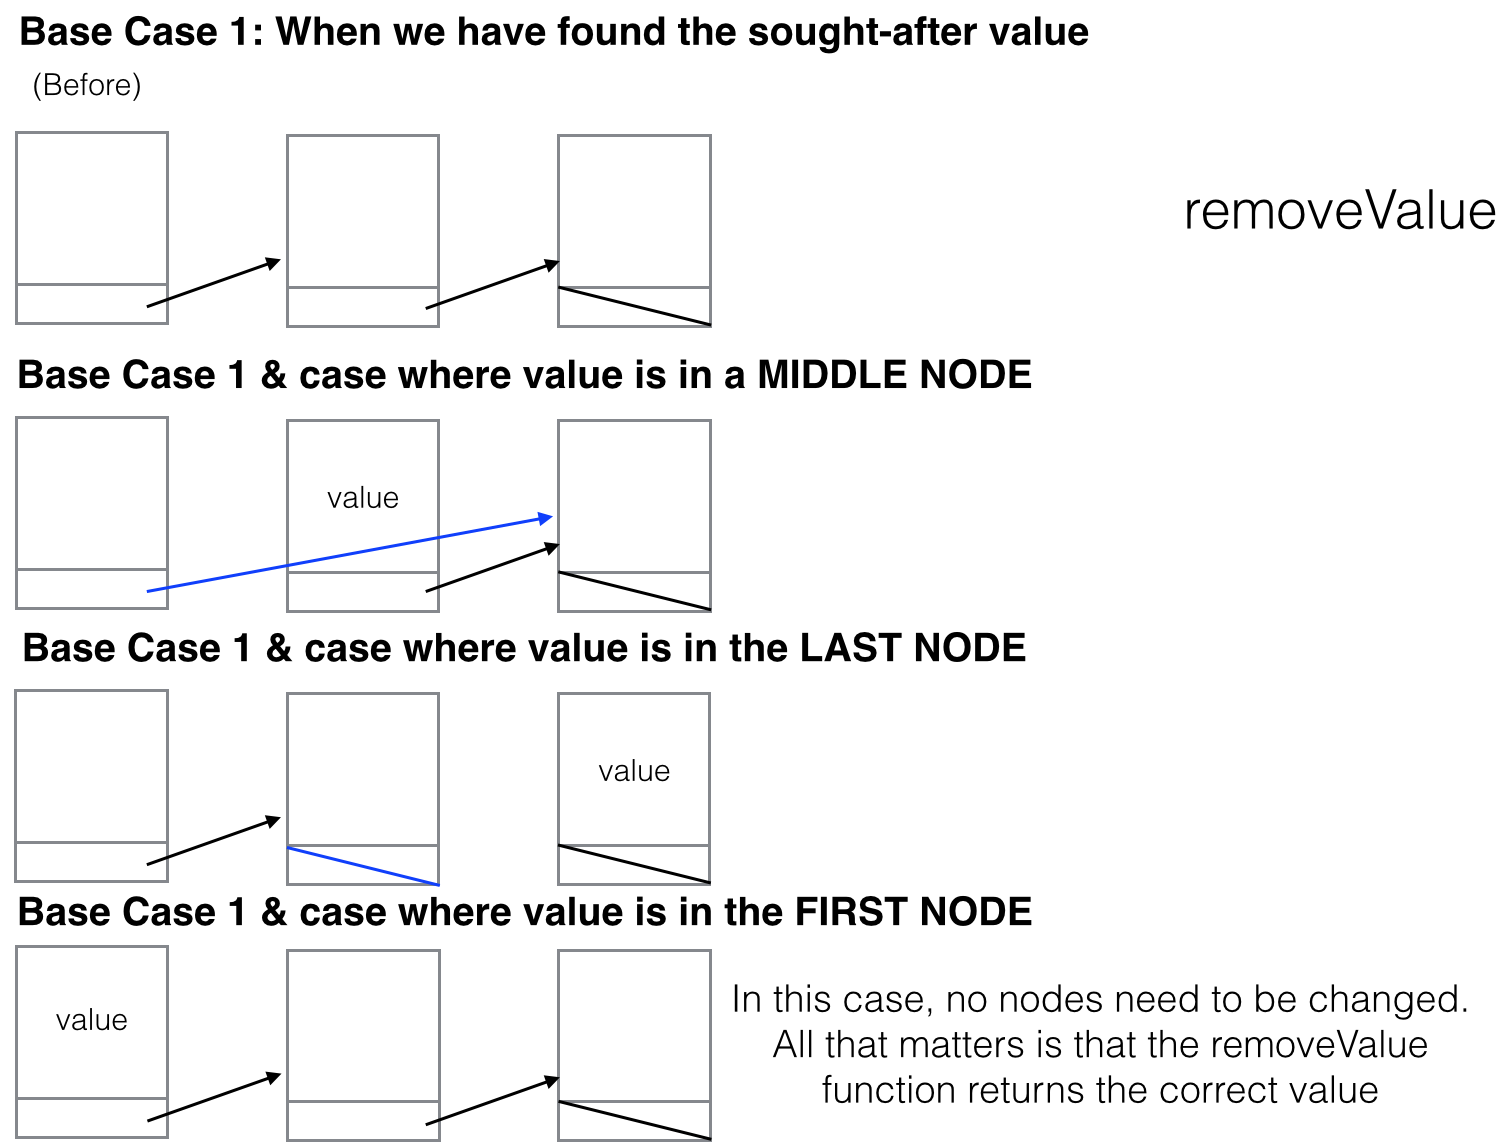 Base Case 1: When we have found the sought-after value
(Before)
removeValue
Base Case 1 & case where value is in a MIDDLE NODE
value
Base Case 1 & case where value is in the LAST NODE
value
Base Case 1 & case where value is in the FIRST NODE
value
In this case, no nodes need to be changed.
All that matters is that the removeValue
function returns the correct value